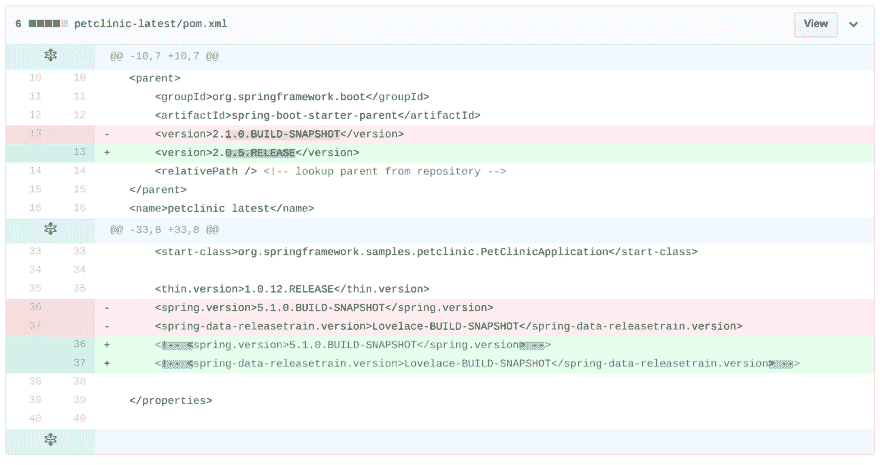 6 petclinic-latest/pom.xml View
@@ -10,7 +10,7 @@
10 10 <parent>
11 11 <groupId>org.springframework.boot</groupId>
12 12 <artifactId>spring-boot-starter-parent</artifactId>
13 - <version>2.1.0.BUILD-SNAPSHOT</version>
13 + <version>2.0.5.RELEASE</version>
14 14 <relativePath /> <!-- lookup parent from repository -->
15 15 </parent>
16 16 <name>petclinic latest</name>
@@ -33,8 +33,8 @@
33 33 <start-class>org.springframework.samples.petclinic.PetClinicApplication</start-class>
34 34
35 35 <thin.version>1.0.12.RELEASE</thin.version>
36 - <spring.version>5.1.0.BUILD-SNAPSHOT</spring.version>
37 - <spring-data-releasetrain.version>Lovelace-BUILD-SNAPSHOT</spring-data-releasetrain.version>
36 + <!-- <spring.version>5.1.0.BUILD-SNAPSHOT</spring.version> -->
37 + <!-- <spring-data-releasetrain.version>Lovelace-BUILD-SNAPSHOT</spring-data-releasetrain.version> -->
38 38
39 39 </properties>
40 40